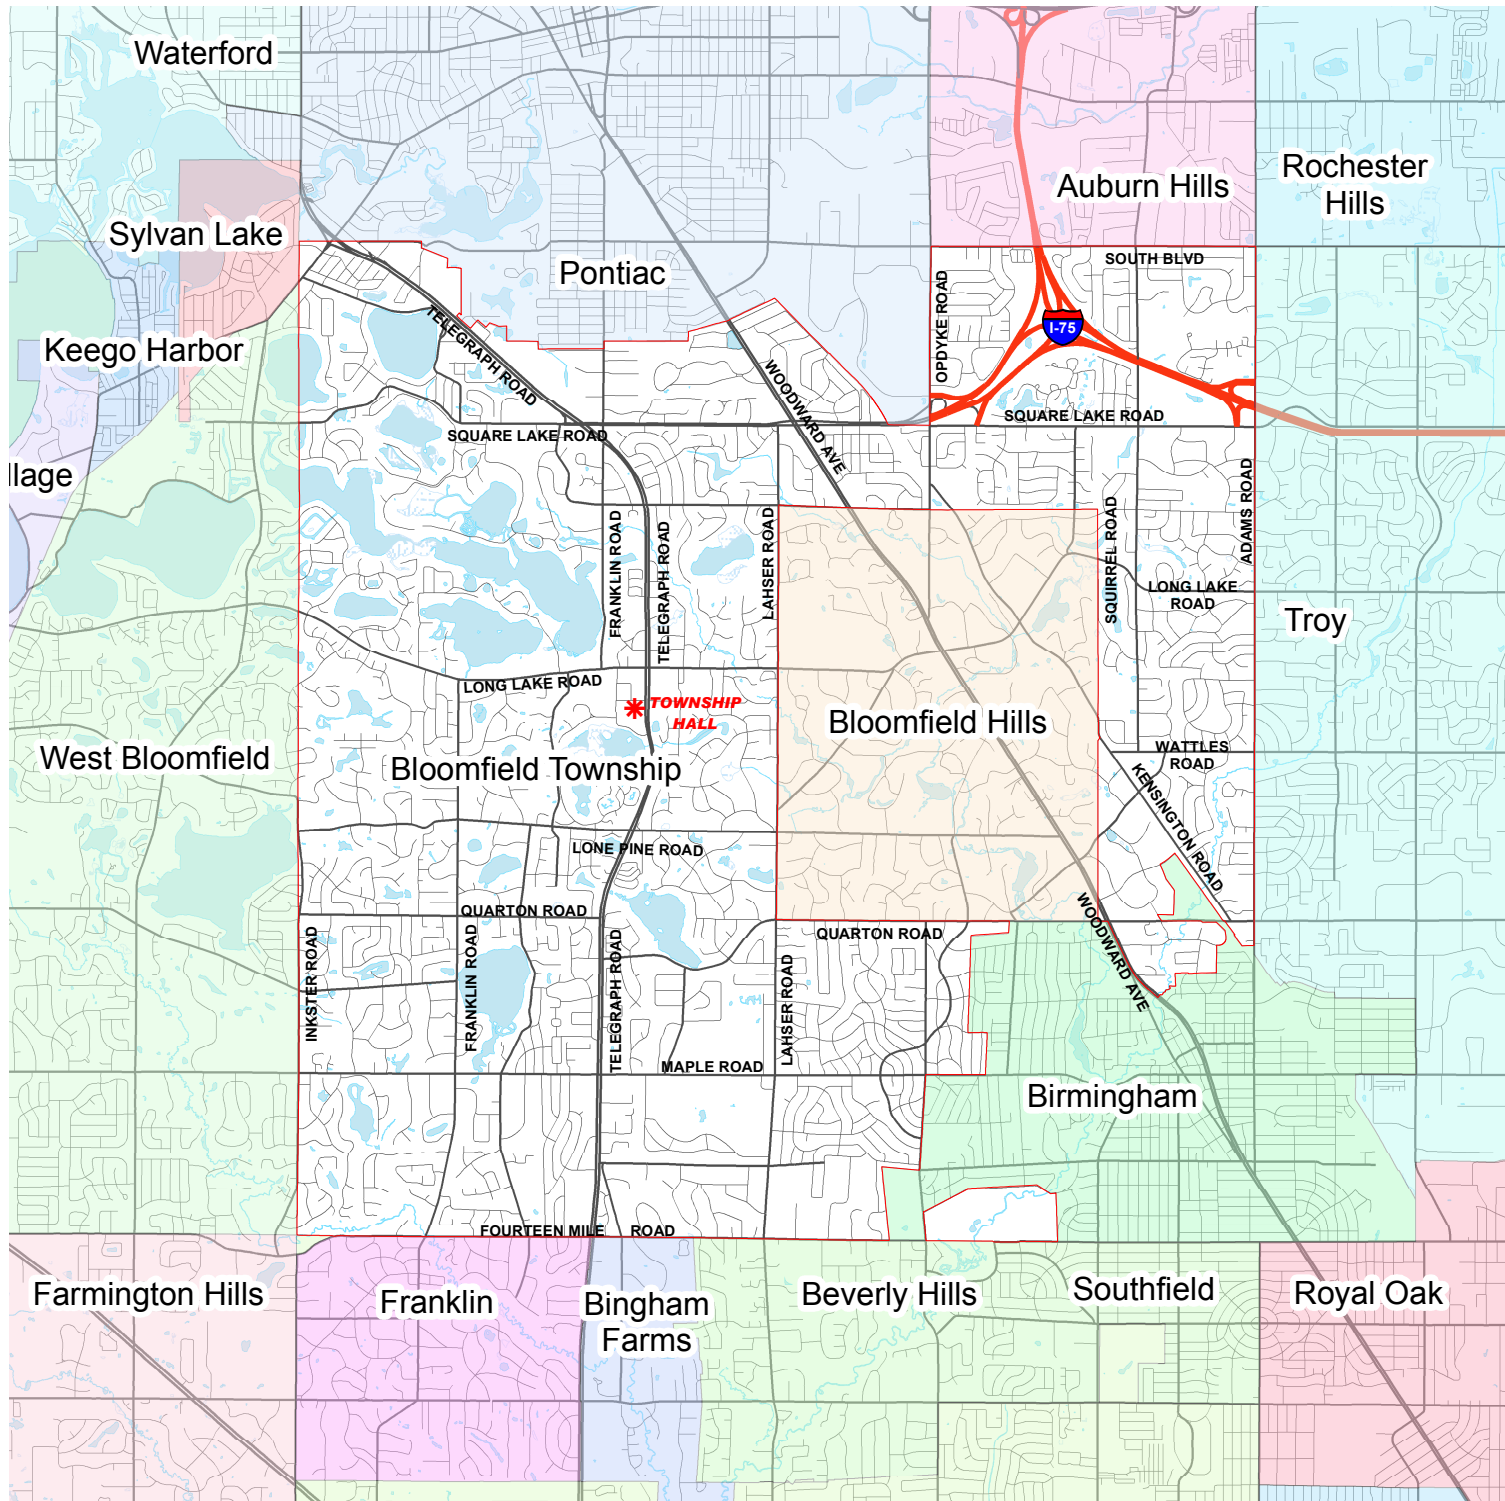 Waterford
Auburn Hills
Rochester
Hills
Sylvan Lake
Pontiac
SOUTH BLVD
OPDYKE ROAD
I-75
TELEGRAPH ROAD
Keego Harbor
WOODWARD AVE
SQUARE LAKE ROAD
SQUARE LAKE ROAD
llage
FRANKLIN ROAD
TELEGRAPH ROAD
LAHSER ROAD
SQUIRREL ROAD
ADAMS ROAD
LONG LAKE
ROAD
Troy
LONG LAKE ROAD
TOWNSHIP
HALL
Bloomfield Hills
West Bloomfield
Bloomfield Township
WATTLES
ROAD
KENSINGTON ROAD
LONE PINE ROAD
QUARTON ROAD
QUARTON ROAD
WOODWARD AVE
INKSTER ROAD
FRANKLIN ROAD
TELEGRAPH ROAD
LAHSER ROAD
MAPLE ROAD
Birmingham
FOURTEEN MILE ROAD
Farmington Hills
Franklin
Bingham
Farms
Beverly Hills
Southfield
Royal Oak